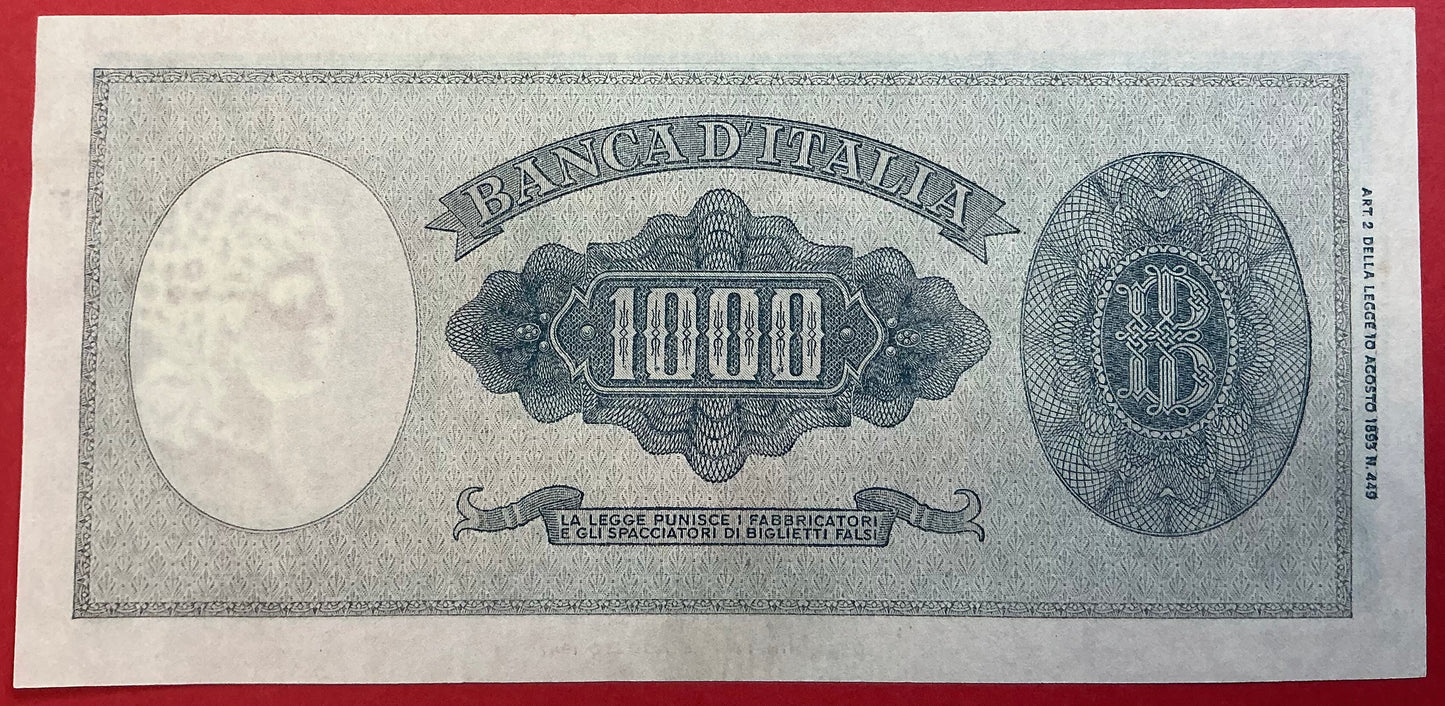 BANCA D'ITALIA
1000
LA LEGGE PUNISCE I FABBRICATORI
E GLI SPACCIATORI DI BIGLIETTI FALSI
ART. 2 DELLA LEGGE 10 AGOSTO 1893 N. 449